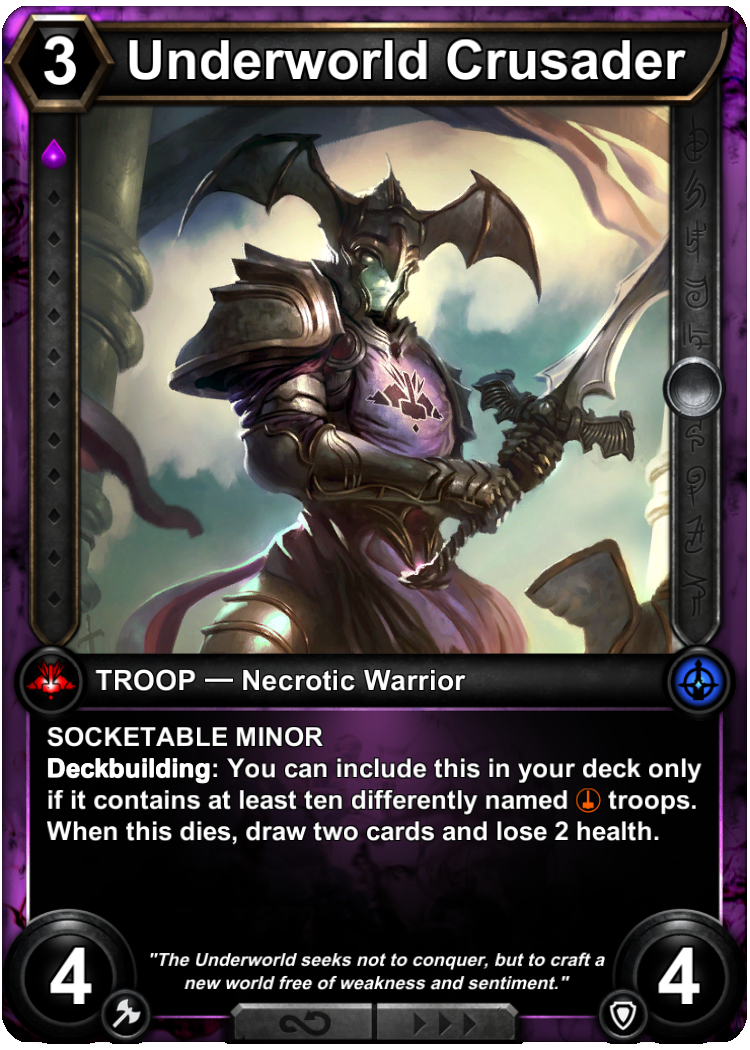 3 Underworld Crusader
TROOP — Necrotic Warrior
SOCKETABLE MINOR
Deckbuilding: You can include this in your deck only
if it contains at least ten differently named troops.
When this dies, draw two cards and lose 2 health.
"The Underworld seeks not to conquer, but to craft a
new world free of weakness and sentiment."
4 4